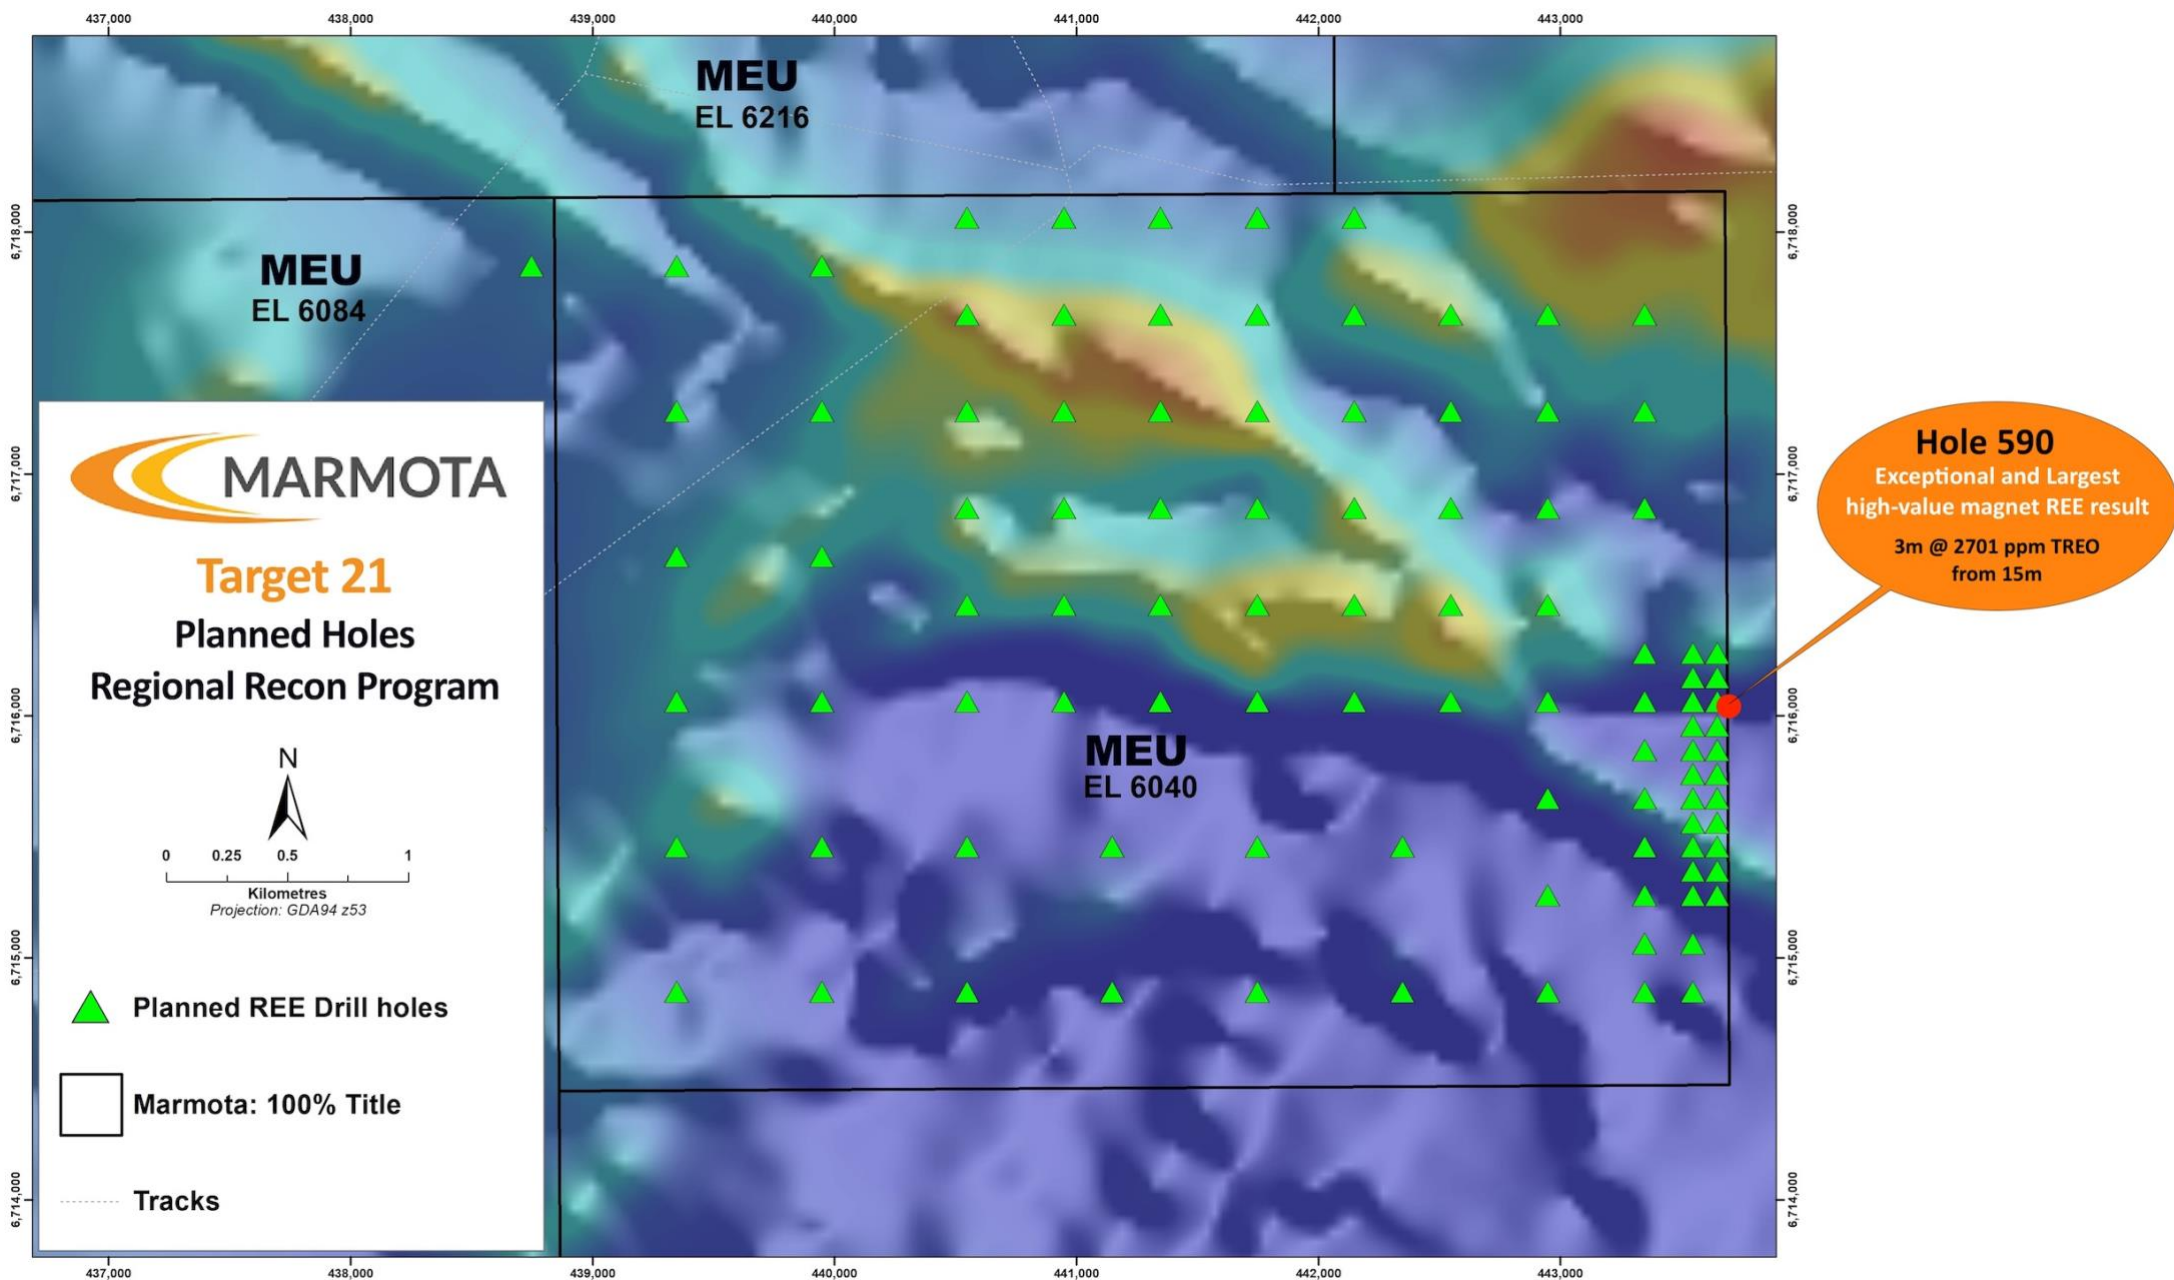 437,000
438,000
439,000
440,000
441,000
442,000
443,000
MEU
EL 6216
6,718,000
6,718,000
MEU
EL 6084
MARMOTA
Target 21
Planned Holes
Regional Recon Program
N
0 0.25 0.5 1
Kilometres
Projection: GDA94 z53
Planned REE Drill holes
Marmota: 100% Title
Tracks
Hole 590
Exceptional and Largest
high-value magnet REE result
3m @ 2701 ppm TREO
from 15m
6,717,000
6,717,000
6,716,000
6,716,000
MEU
EL 6040
6,715,000
6,715,000
6,714,000
6,714,000
437,000
438,000
439,000
440,000
441,000
442,000
443,000